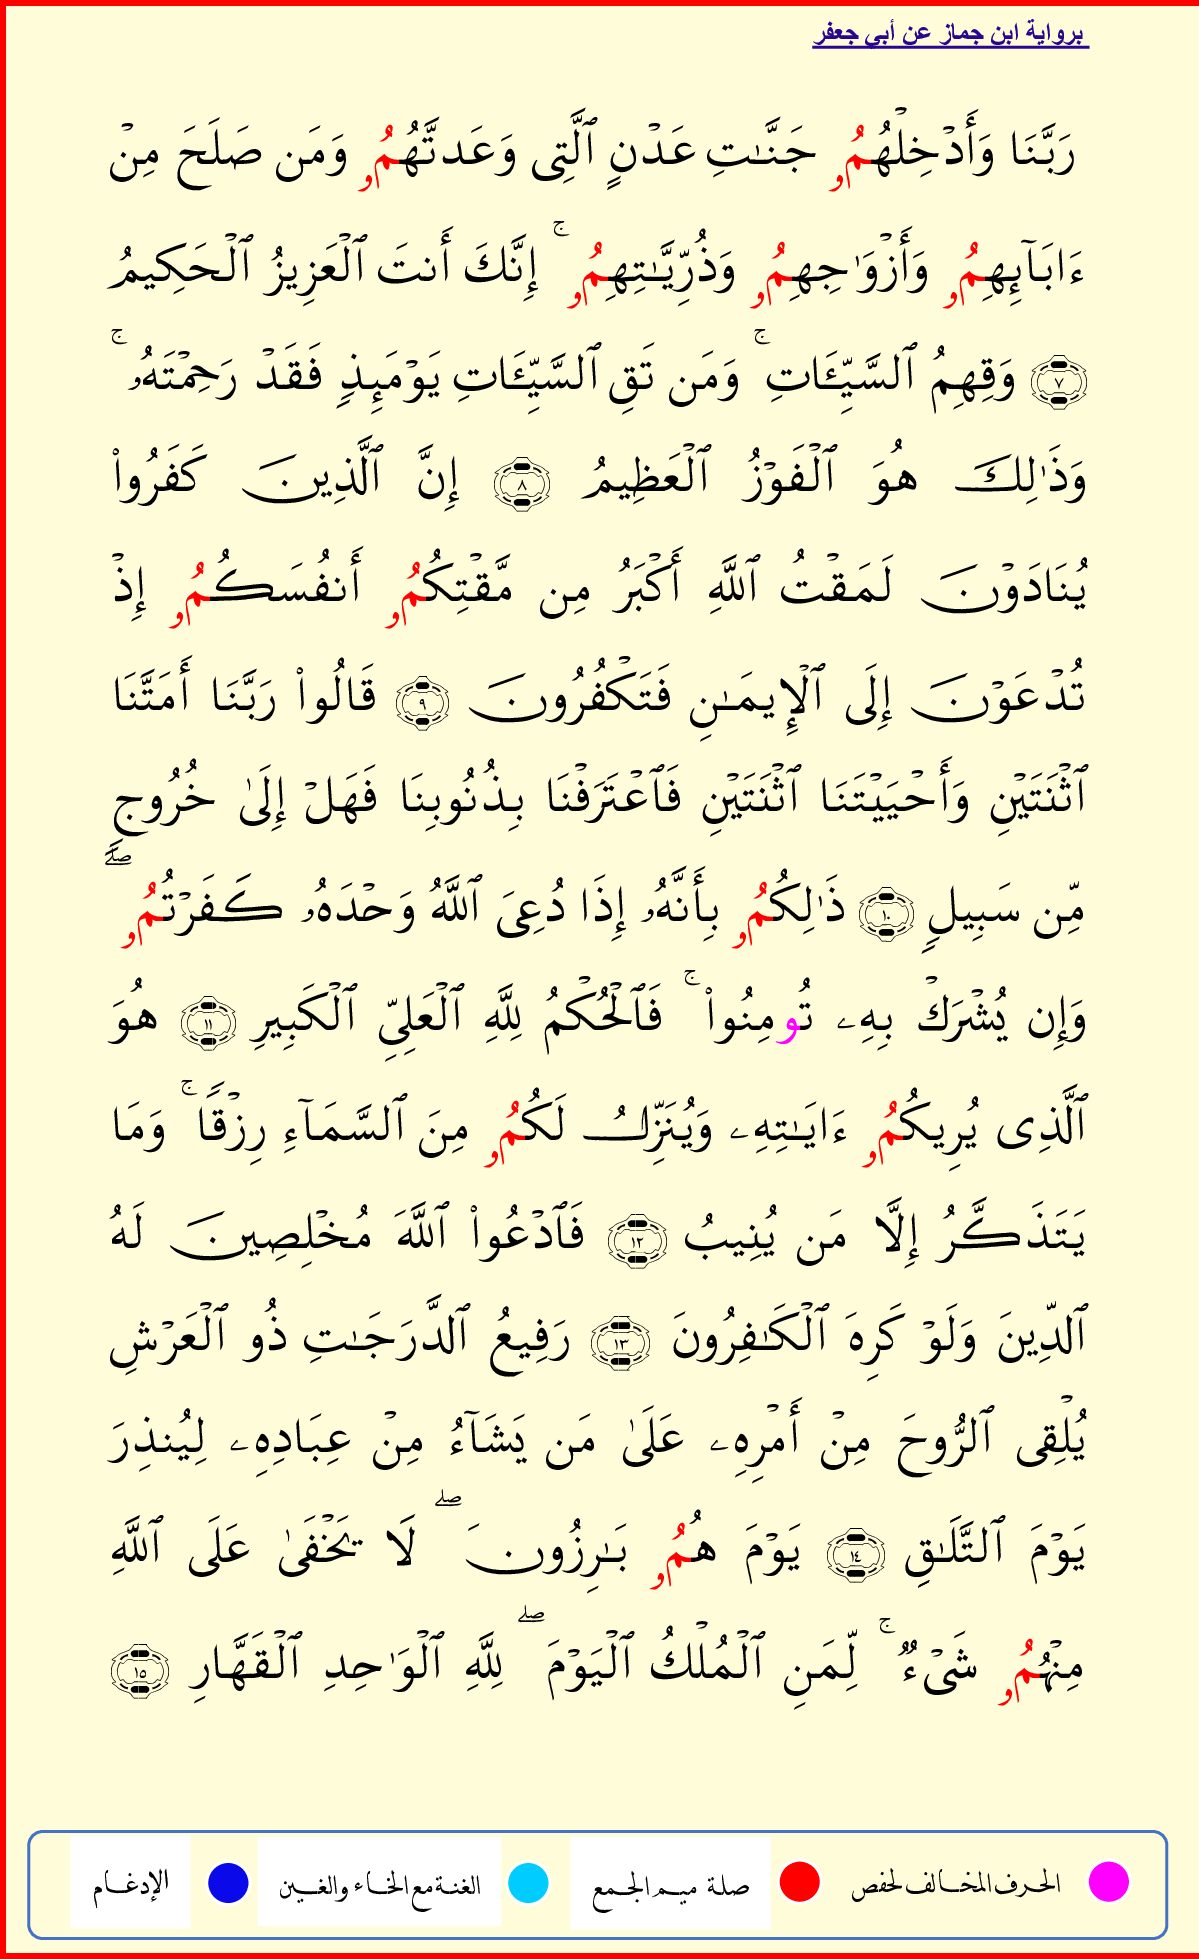 برواية ابن جماز عن أبي جعفر
رَبَّنَا وَأَدۡخِلۡهُمُۥ جَنَّـٰتِ عَدۡنٍ ٱلَّتِى وَعَدتَّهُمُۥ وَمَن صَلَحَ مِنۡ
ءَابَآئِهِمُۥ وَأَزۡوَٰجِهِمُۥ وَذُرِّيَّـٰتِهِمُۥ ۚ إِنَّكَ أَنتَ ٱلۡعَزِيزُ ٱلۡحَكِيمُ
٧ وَقِهِمُ ٱلسَّيِّـَٔاتِ ۚ وَمَن تَقِ ٱلسَّيِّـَٔاتِ يَوۡمَئِذٍ فَقَدۡ رَحِمۡتَهُۥ ۚ
وَذَٰلِكَ هُوَ ٱلۡفَوۡزُ ٱلۡعَظِيمُ ٨ إِنَّ ٱلَّذِينَ كَفَرُواْ
يُنَادَوۡنَ لَمَقۡتُ ٱللَّهِ أَكۡبَرُ مِن مَّقۡتِكُمُۥ أَنفُسَكُمُۥ إِذۡ
تُدۡعَوۡنَ إِلَى ٱلۡإِيمَـٰنِ فَتَكۡفُرُونَ ٩ قَالُواْ رَبَّنَا أَمَتَّنَا
ٱثۡنَتَيۡنِ وَأَحۡيَيۡتَنَا ٱثۡنَتَيۡنِ فَٱعۡتَرَفۡنَا بِذُنُوبِنَا فَهَلۡ إِلَىٰ خُرُوجٍ
مِّن سَبِيلٍ ١٠ ذَٰلِكُمُۥ بِأَنَّهُۥ إِذَا دُعِىَ ٱللَّهُ وَحۡدَهُۥ كَفَرۡتُمُۥ ۖ
وَإِن يُشۡرَكۡ بِهِۦ تُومِنُواْ ۚ فَٱلۡحُكۡمُ لِلَّهِ ٱلۡعَلِىِّ ٱلۡكَبِيرِ ١١ هُوَ
ٱلَّذِى يُرِيكُمُۥ ءَايَـٰتِهِۦ وَيُنَزِّلُ لَكُمُۥ مِنَ ٱلسَّمَآءِ رِزۡقًا ۚ وَمَا
يَتَذَكَّرُ إِلَّا مَن يُنِيبُ ١٢ فَٱدۡعُواْ ٱللَّهَ مُخۡلِصِينَ لَهُ
ٱلدِّينَ وَلَوۡ كَرِهَ ٱلۡكَـٰفِرُونَ ١٣ رَفِيعُ ٱلدَّرَجَـٰتِ ذُو ٱلۡعَرۡشِ
يُلۡقِى ٱلرُّوحَ مِنۡ أَمۡرِهِۦ عَلَىٰ مَن يَشَآءُ مِنۡ عِبَادِهِۦ لِيُنذِرَ
يَوۡمَ ٱلتَّلَـٰقِ ١٤ يَوۡمَ هُمُۥ بَـٰرِزُونَ ۖ لَا يَخۡفَىٰ عَلَى ٱللَّهِ
مِنۡهُمُۥ شَىۡءٌ ۚ لِّمَنِ ٱلۡمُلۡكُ ٱلۡيَوۡمَ ۖ لِلَّهِ ٱلۡوَٰحِدِ ٱلۡقَهَّارِ ١٥
الحرف المخالف لحفص صلة ميم الجمع الغنة مع الخاء والغين الإدغام